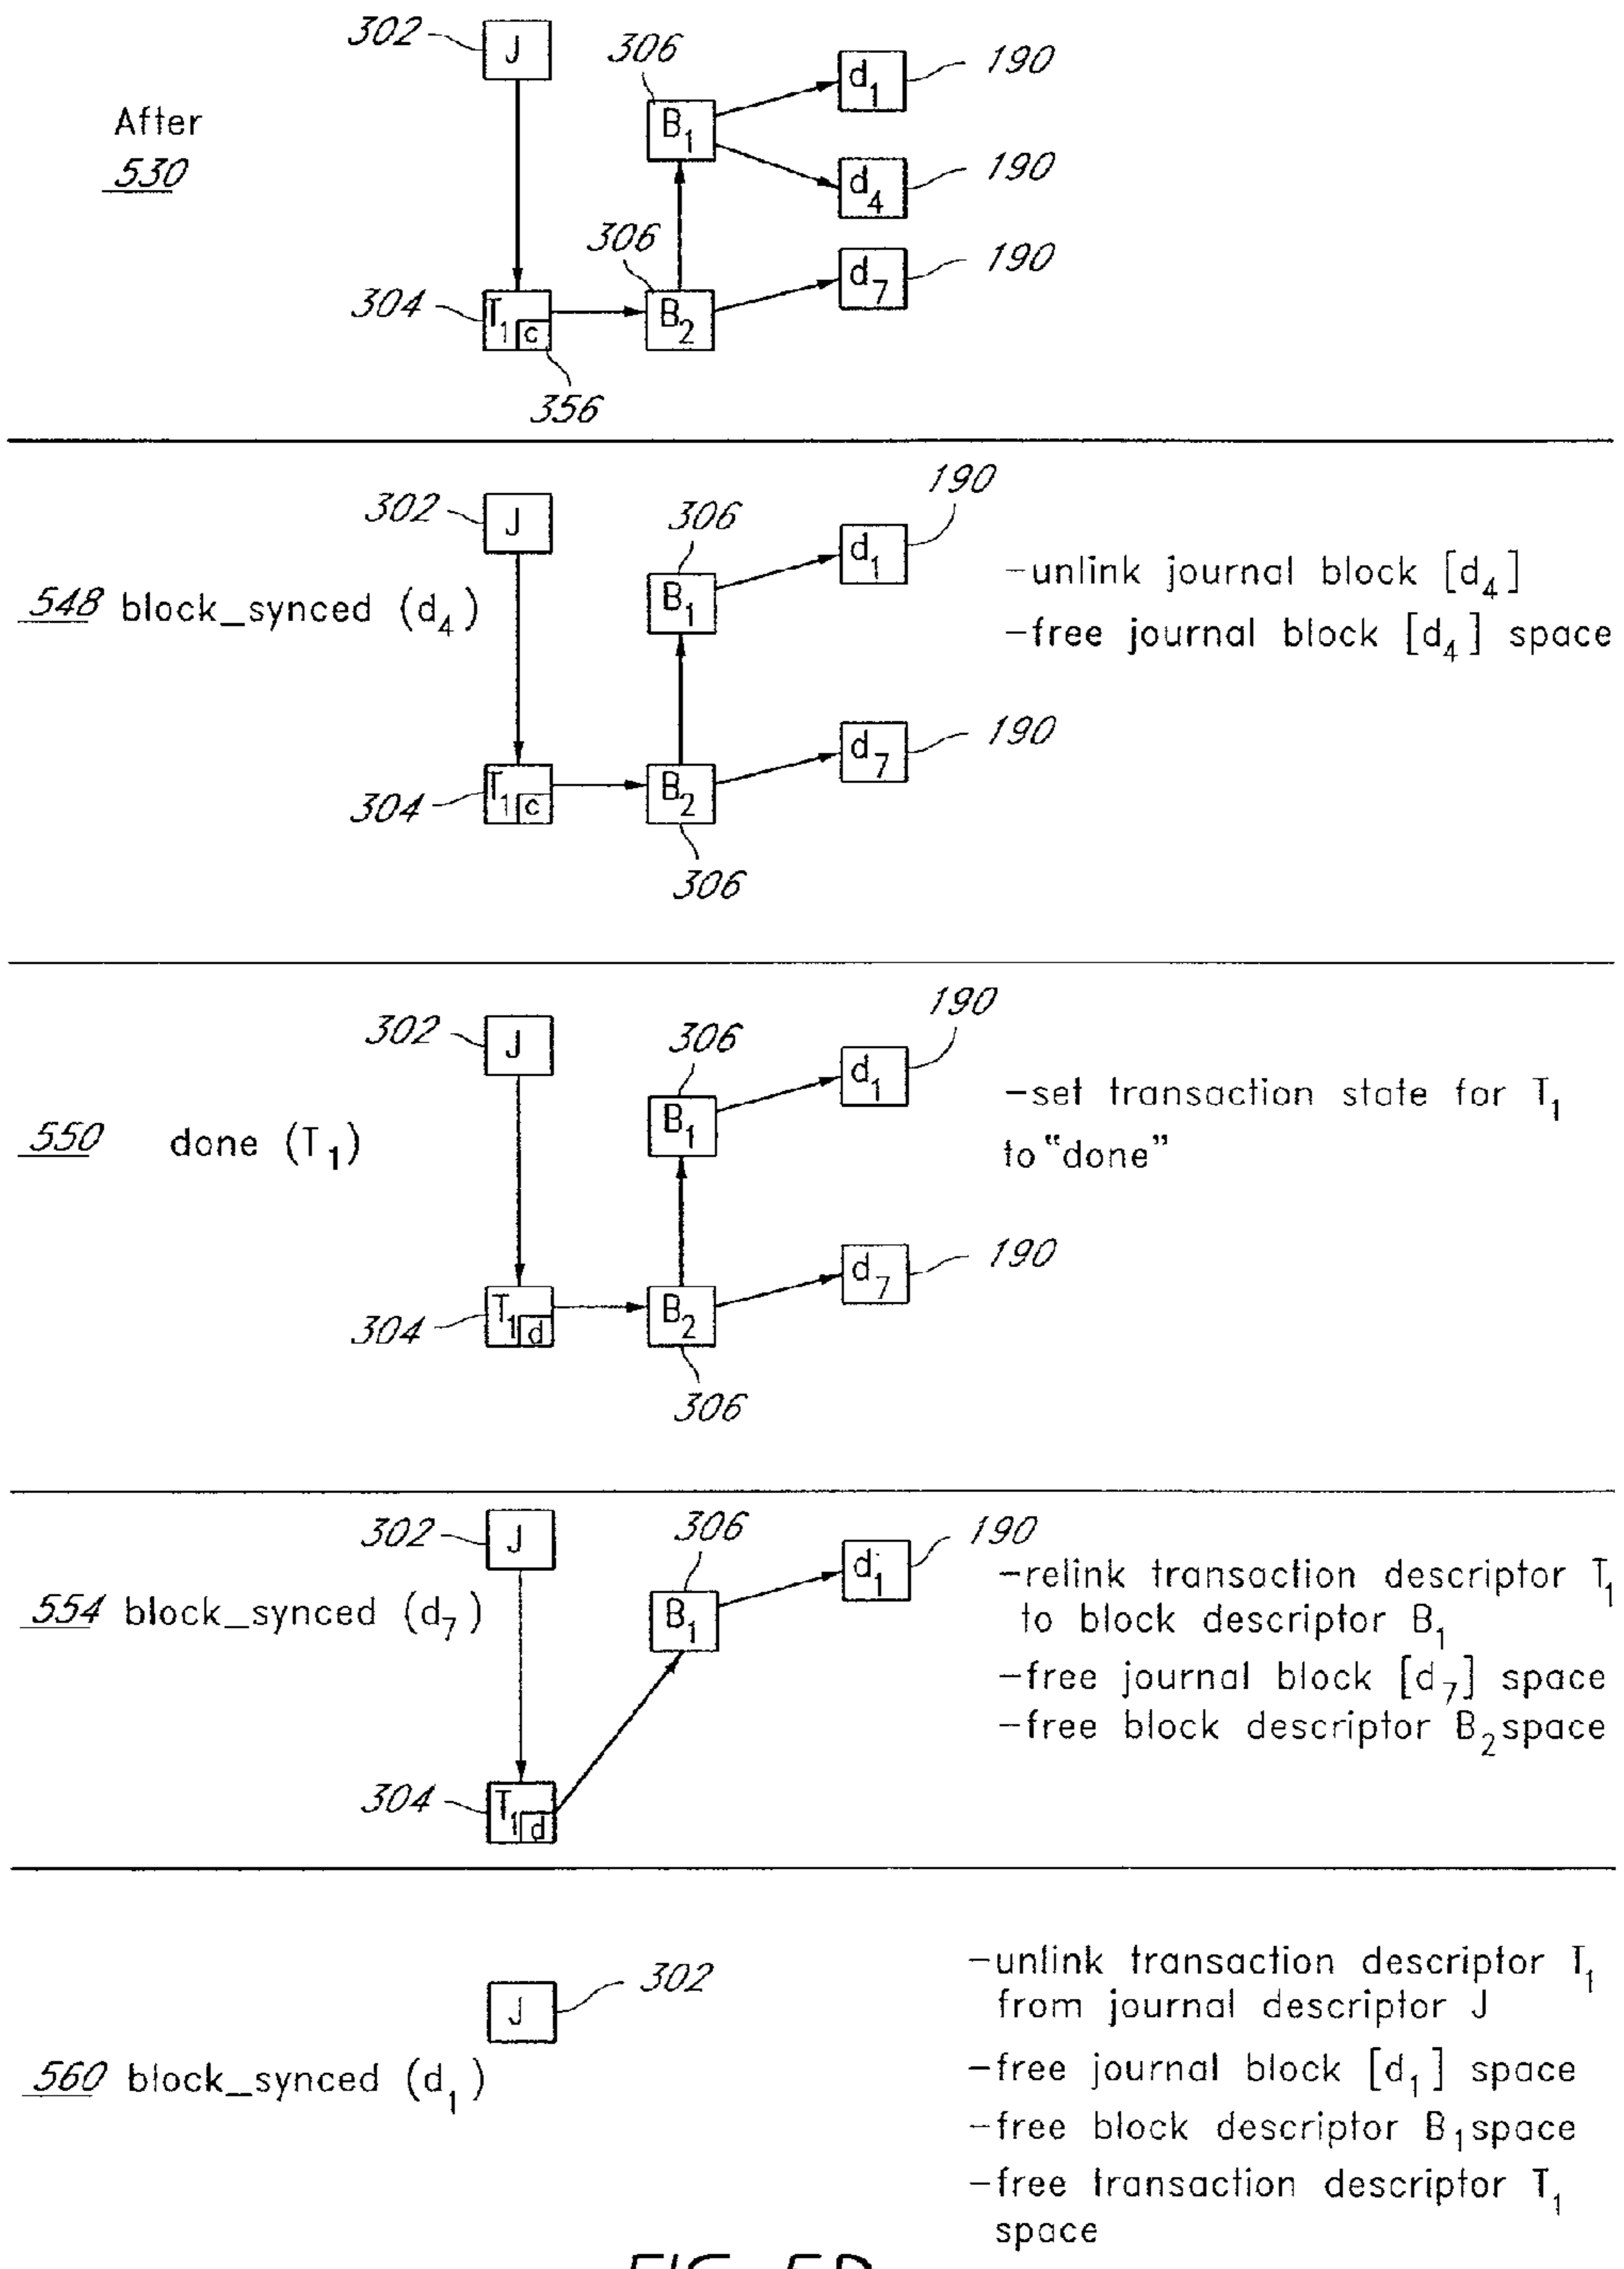 302
J
306
d1
190
After
530
B1
d4
190
306
d7
190
304
T1 c
B2
356
190
302
J
306
d1
-unlink journal block [d4]
548 block_synced (d4)
B1
-free journal block [d4] space
d7
190
304
T1 c
B2
306
190
302
J
306
d1
-set transaction state for T1
550 done (T1)
B1
to "done"
d7
190
304
T1 d
B2
306
302
J
306
d1
190
-relink transaction descriptor T1
554 block_synced (d7)
B1
to block descriptor B1
-free journal block [d7] space
-free block descriptor B2 space
304
T1 d
-unlink transaction descriptor T1
302
J
from journal descriptor J
560 block_synced (d1)
-free journal block [d1] space
-free block descriptor B1 space
-free transaction descriptor T1
space